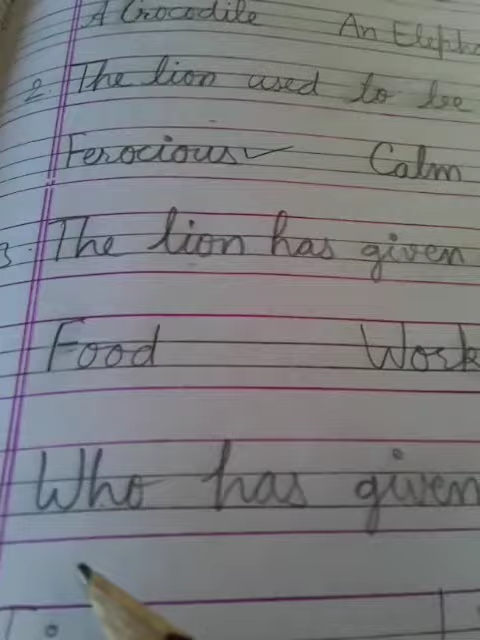 A Crocodile An Elepha
2. The lion used to be
Ferocious ✓ Calm
3. The lion has given
Food Work
Who has given